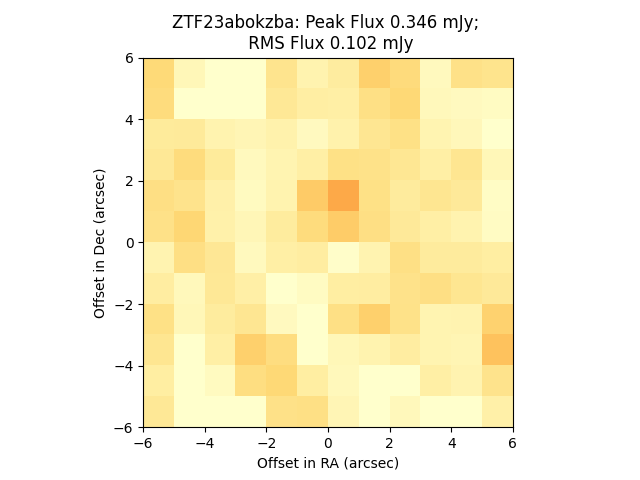 ZTF23abokzba: Peak Flux 0.346 mJy;
RMS Flux 0.102 mJy
6
4
2
0
−2
−4
−6
Offset in Dec (arcsec)
−6 −4 −2 0 2 4 6
Offset in RA (arcsec)